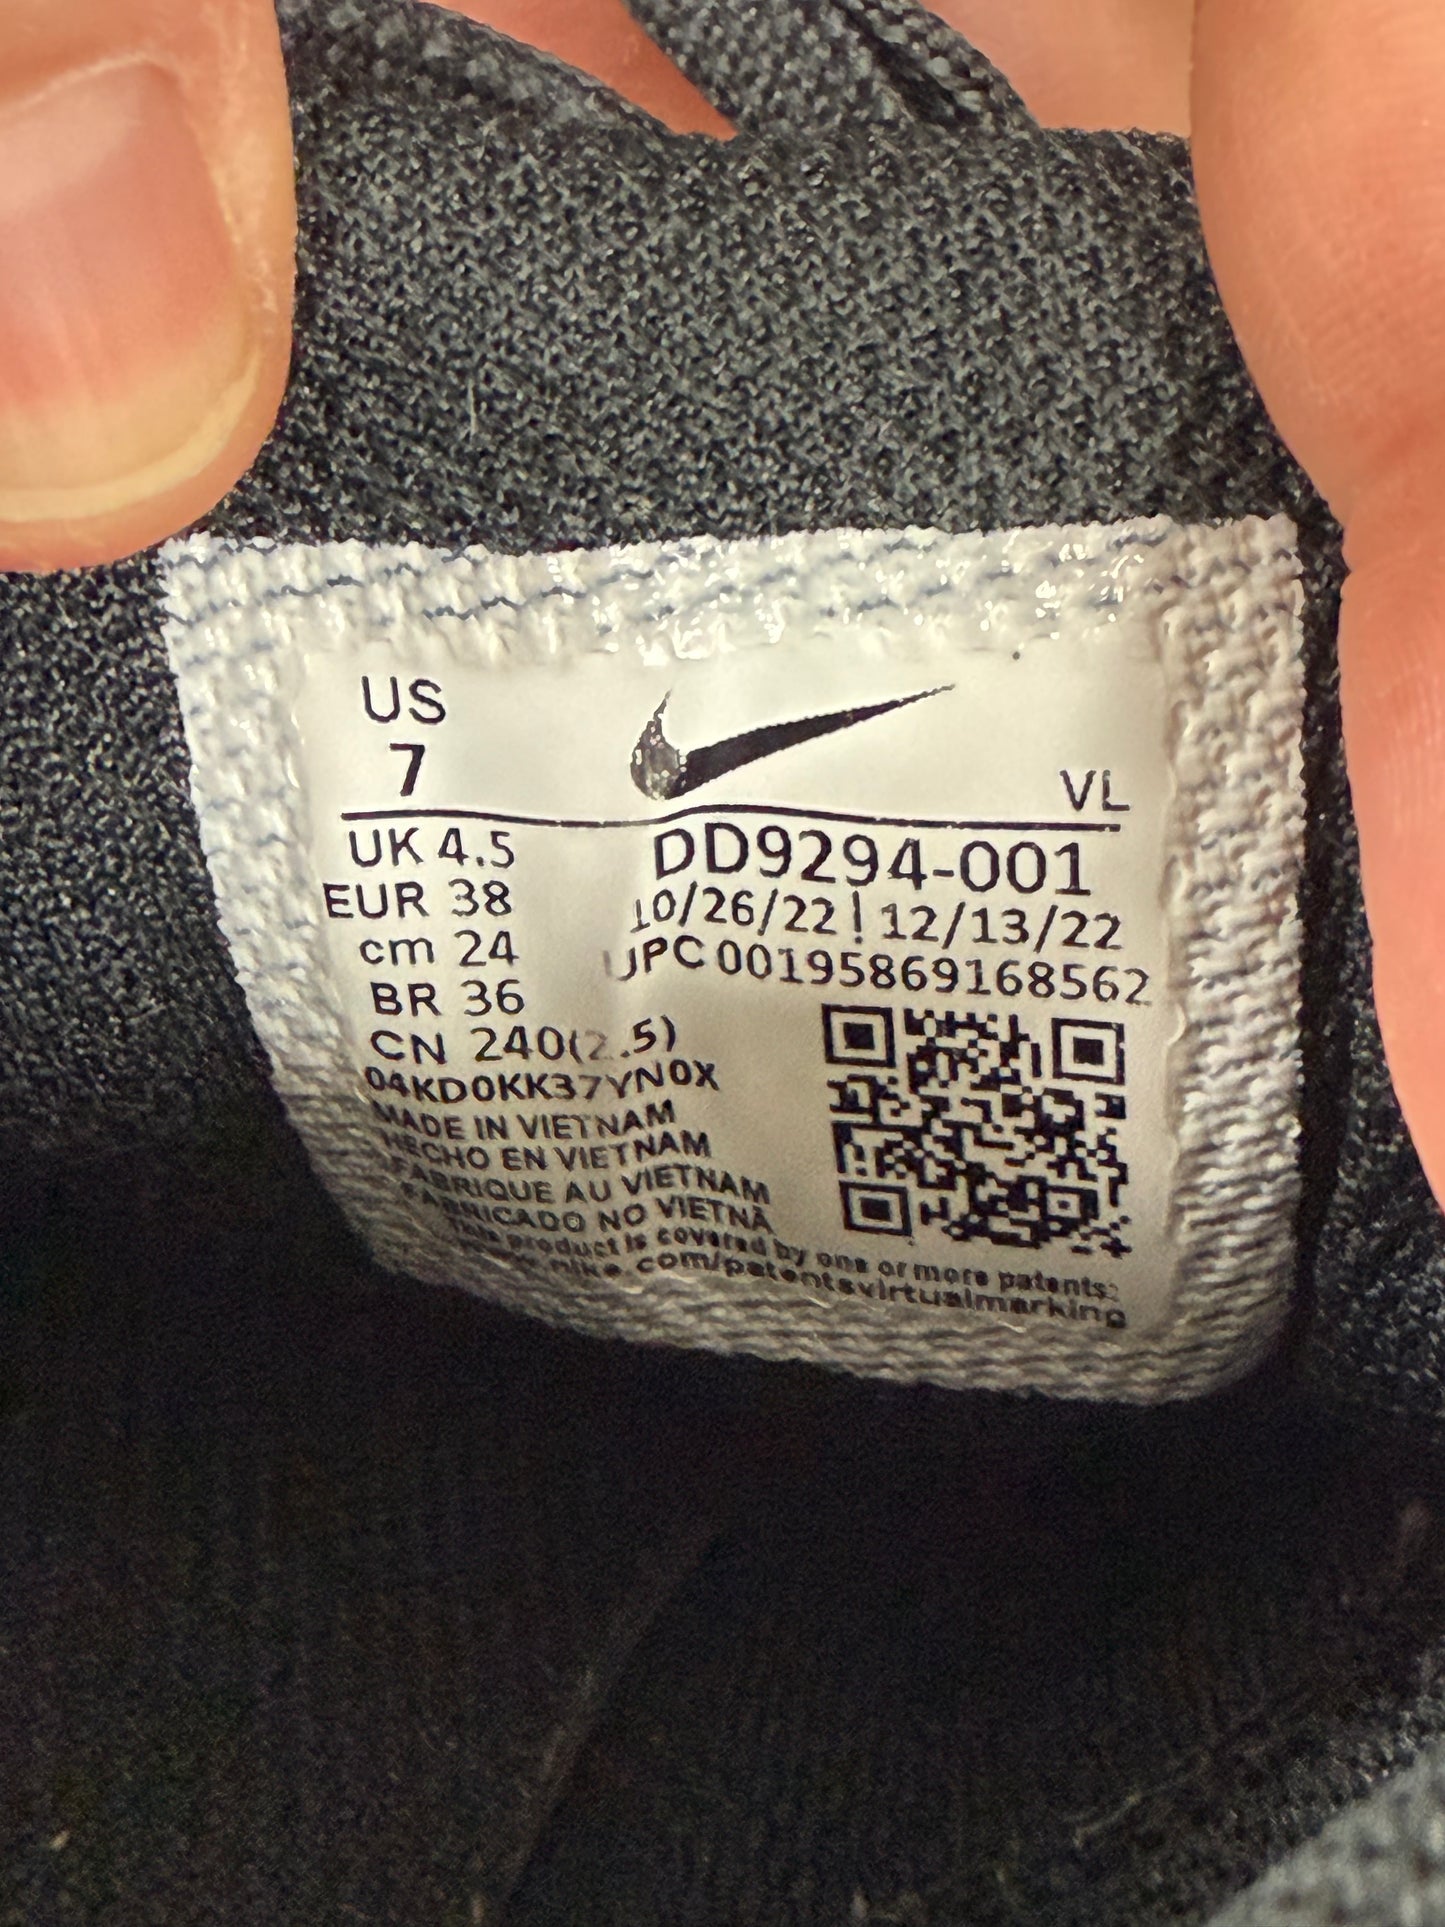 US
7
VL
UK 4.5
EUR 38
cm 24
BR 36
CN 240(2.5)
DD9294-001
10/26/22 ! 12/13/22
UPC 00195869168562
04KD0KK37YN0X
MADE IN VIETNAM
HECHO EN VIETNAM
FABRIQUE AU VIETNAM
FABRICADO NO VIETNÃ
This product is covered by one or more patents:
www.nike.com/patentsvirtualmarking